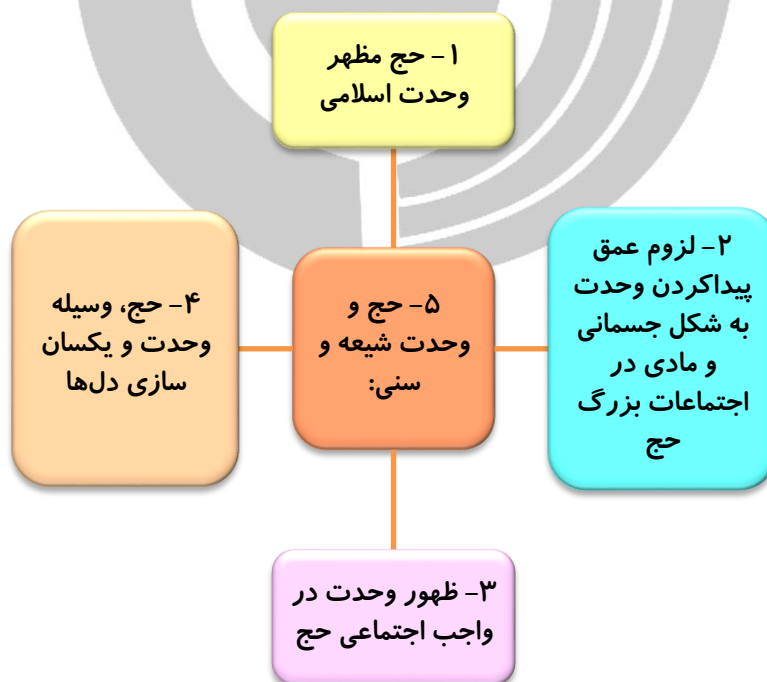 ۱- حج مظهر
وحدت اسلامی
۲- لزوم عمق
پیداکردن وحدت
به شکل جسمانی
و مادی در
اجتماعات بزرگ
حج
۳- ظهور وحدت در
واجب اجتماعی حج
۴- حج، وسیله
وحدت و یکسان
سازی دل‌ها
۵- حج و
وحدت شیعه و
سنی: